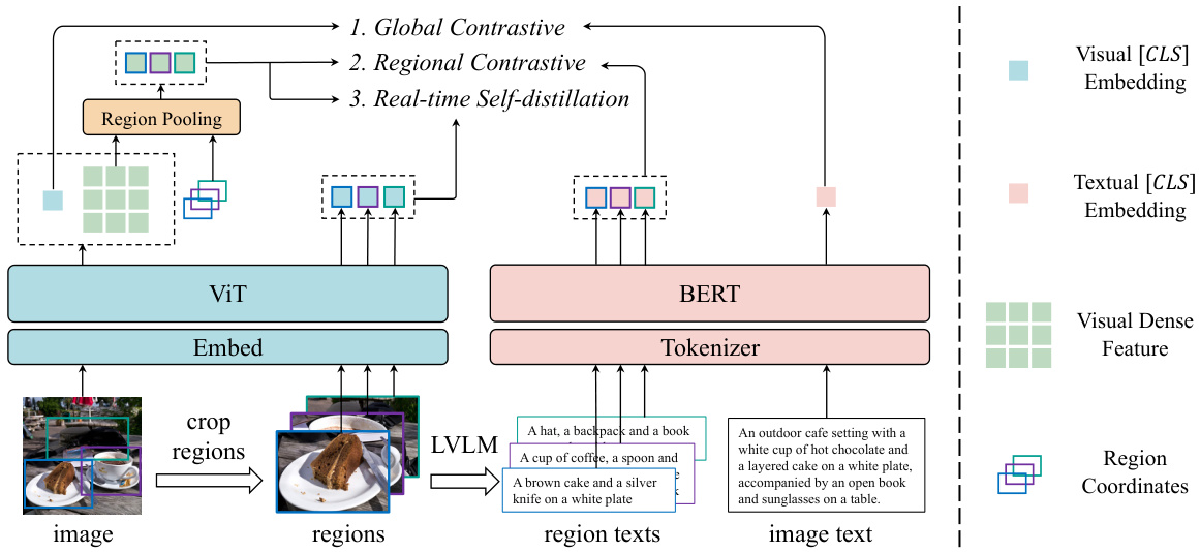 1. Global Contrastive
2. Regional Contrastive
3. Real-time Self-distillation
Region Pooling
ViT
Embed
BERT
Tokenizer
crop
regions
LVLM
A hat, a backpack and a book
A cup of coffee, a spoon and
A brown cake and a silver
knife on a white plate
An outdoor cafe setting with a
white cup of hot chocolate and
a layered cake on a white plate,
accompanied by an open book
and sunglasses on a table.
image
regions
region texts
image text
Visual [CLS]
Embedding
Textual [CLS]
Embedding
Visual Dense
Feature
Region
Coordinates